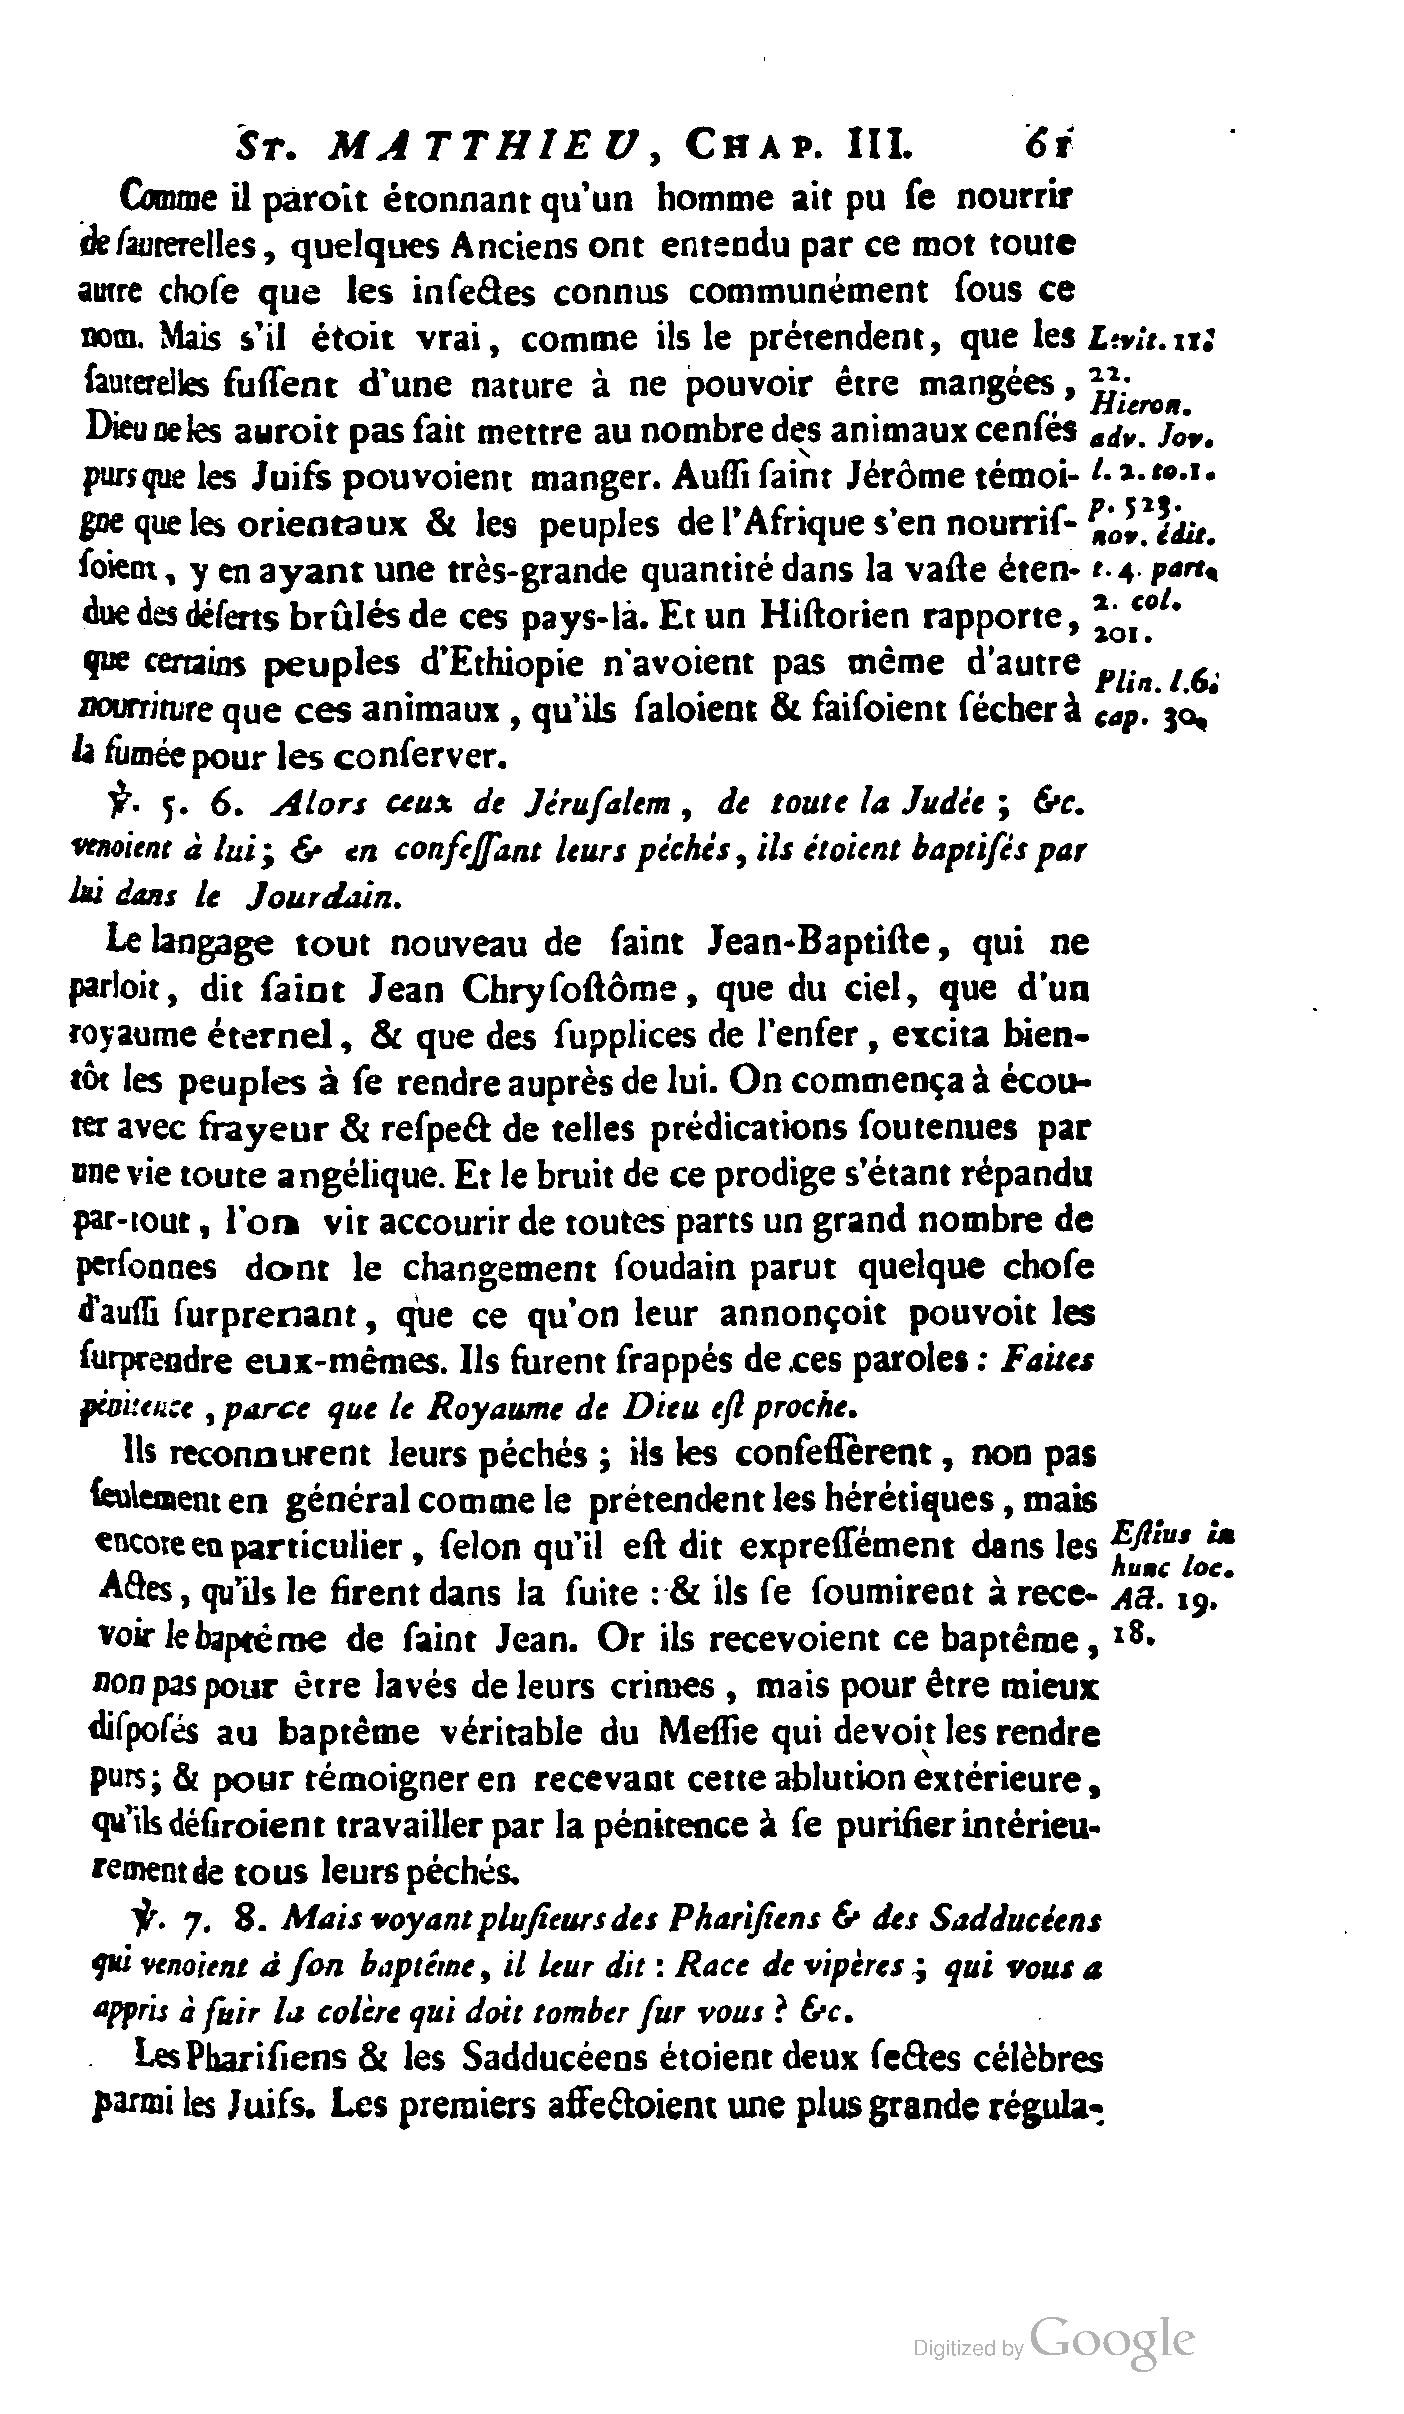 St. MATTHIEU, CHAP. III. 61
Comme il paroît étonnant qu'un homme ait pu ſe nourrir
de ſauterelles, quelques Anciens ont entendu par ce mot toute
autre choſe que les inſectes connus communément ſous ce
nom. Mais s'il étoit vrai, comme ils le prétendent, que les
ſauterelles fuſſent d'une nature à ne pouvoir être mangées,
Dieu ne les auroit pas fait mettre au nombre des animaux cenſés
purs que les Juifs pouvoient manger. Auſſi ſaint Jérôme témoi-
gne que les orientaux & les peuples de l'Afrique s'en nourriſ-
ſoient, y en ayant une très-grande quantité dans la vaſte éten-
due des déſerts brûlés de ces pays-là. Et un Hiſtorien rapporte,
que certains peuples d'Ethiopie n'avoient pas même d'autre
nourriture que ces animaux, qu'ils ſaloient & faiſoient ſécher à
la fumée pour les conſerver.
Levit. 11.
22.
Hieron.
adv. Jov.
l. 2. to. 1.
p. 523.
nov. édit.
t. 4. part.
2. col.
201.
Plin. l. 6.
cap. 30.
℣. 5. 6. Alors ceux de Jéruſalem, de toute la Judée; &c.
venoient à lui; & en confeſſant leurs péchés, ils étoient baptiſés par
lui dans le Jourdain.
Le langage tout nouveau de ſaint Jean-Baptiſte, qui ne
parloit, dit ſaint Jean Chryſoſtôme, que du ciel, que d'un
royaume éternel, & que des ſupplices de l'enfer, excita bien-
tôt les peuples à ſe rendre auprès de lui. On commença à écou-
ter avec frayeur & reſpect de telles prédications ſoutenues par
une vie toute angélique. Et le bruit de ce prodige s'étant répandu
par-tout, l'on vit accourir de toutes parts un grand nombre de
perſonnes dont le changement ſoudain parut quelque choſe
d'auſſi ſurprenant, que ce qu'on leur annonçoit pouvoit les
ſurprendre eux-mêmes. Ils furent frappés de ces paroles: Faites
pénitence, parce que le Royaume de Dieu eſt proche.
Ils reconnurent leurs péchés; ils les confeſſèrent, non pas
ſeulement en général comme le prétendent les hérétiques, mais
encore en particulier, ſelon qu'il eſt dit expreſſément dans les
Actes, qu'ils le firent dans la ſuite: & ils ſe ſoumirent à rece-
voir le baptême de ſaint Jean. Or ils recevoient ce baptême,
non pas pour être lavés de leurs crimes, mais pour être mieux
diſpoſés au baptême véritable du Meſſie qui devoit les rendre
purs; & pour témoigner en recevant cette ablution extérieure,
qu'ils déſiroient travailler par la pénitence à ſe purifier intérieu-
rement de tous leurs péchés.
Eſtius in
hunc loc.
Act. 19.
18.
℣. 7. 8. Mais voyant pluſieurs des Phariſiens & des Sadducéens
qui venoient à ſon baptême, il leur dit: Race de vipères; qui vous a
appris à fuir la colère qui doit tomber ſur vous? &c.
Les Phariſiens & les Sadducéens étoient deux ſectes célèbres
parmi les Juifs. Les premiers affectoient une plus grande régula-
Digitized by Google